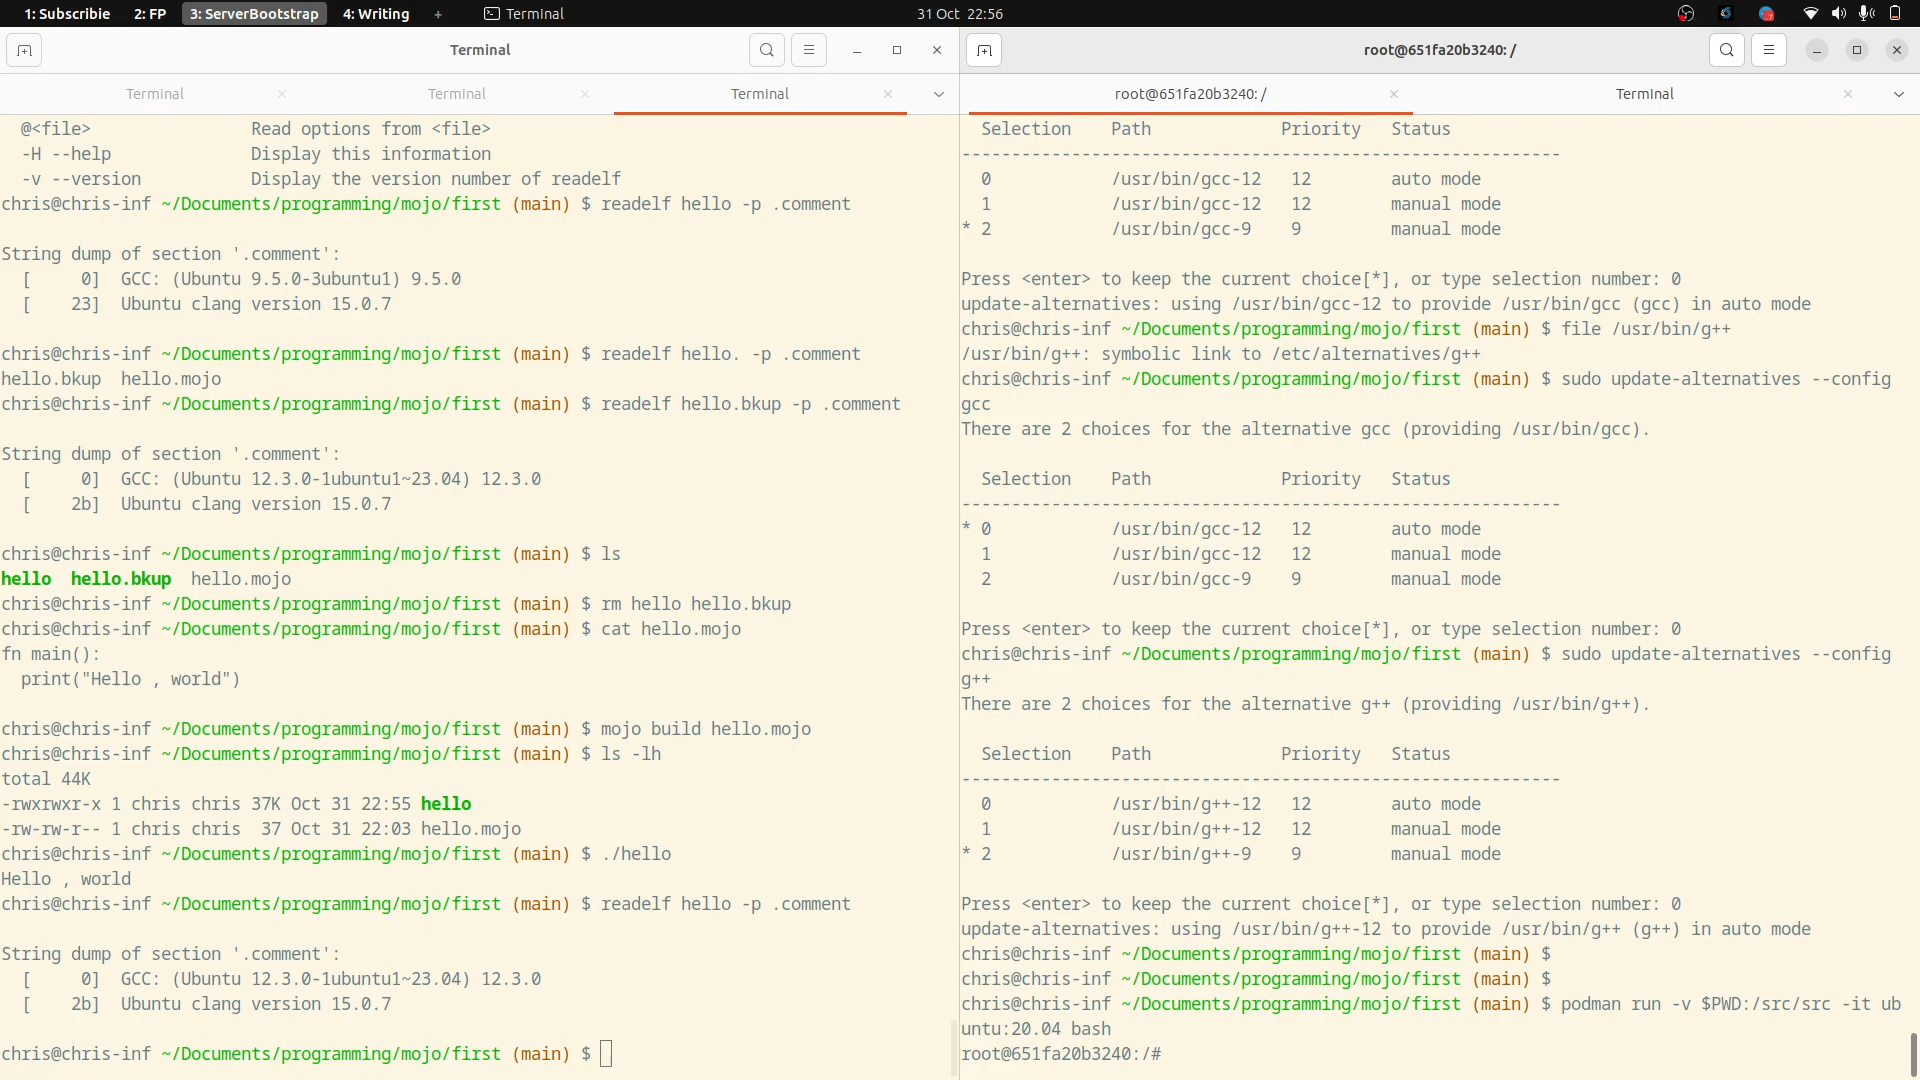 1: Subscribie 2: FP 3: ServerBootstrap 4: Writing + Terminal 31 Oct 22:56
Terminal
Terminal Terminal Terminal
@<file>                Read options from <file>
-H --help              Display this information
-v --version           Display the version number of readelf
chris@chris-inf ~/Documents/programming/mojo/first (main) $ readelf hello -p .comment
String dump of section '.comment':
[     0]  GCC: (Ubuntu 9.5.0-3ubuntu1) 9.5.0
[    23]  Ubuntu clang version 15.0.7
chris@chris-inf ~/Documents/programming/mojo/first (main) $ readelf hello. -p .comment
hello.bkup  hello.mojo
chris@chris-inf ~/Documents/programming/mojo/first (main) $ readelf hello.bkup -p .comment
String dump of section '.comment':
[     0]  GCC: (Ubuntu 12.3.0-1ubuntu1~23.04) 12.3.0
[    2b]  Ubuntu clang version 15.0.7
chris@chris-inf ~/Documents/programming/mojo/first (main) $ ls
hello  hello.bkup  hello.mojo
chris@chris-inf ~/Documents/programming/mojo/first (main) $ rm hello hello.bkup
chris@chris-inf ~/Documents/programming/mojo/first (main) $ cat hello.mojo
fn main():
print("Hello , world")
chris@chris-inf ~/Documents/programming/mojo/first (main) $ mojo build hello.mojo
chris@chris-inf ~/Documents/programming/mojo/first (main) $ ls -lh
total 44K
-rwxrwxr-x 1 chris chris 37K Oct 31 22:55 hello
-rw-rw-r-- 1 chris chris  37 Oct 31 22:03 hello.mojo
chris@chris-inf ~/Documents/programming/mojo/first (main) $ ./hello
Hello , world
chris@chris-inf ~/Documents/programming/mojo/first (main) $ readelf hello -p .comment
String dump of section '.comment':
[     0]  GCC: (Ubuntu 12.3.0-1ubuntu1~23.04) 12.3.0
[    2b]  Ubuntu clang version 15.0.7
chris@chris-inf ~/Documents/programming/mojo/first (main) $
root@651fa20b3240: /
root@651fa20b3240: / Terminal
Selection    Path             Priority   Status
------------------------------------------------------------
0            /usr/bin/gcc-12   12        auto mode
1            /usr/bin/gcc-12   12        manual mode
* 2            /usr/bin/gcc-9    9         manual mode
Press <enter> to keep the current choice[*], or type selection number: 0
update-alternatives: using /usr/bin/gcc-12 to provide /usr/bin/gcc (gcc) in auto mode
chris@chris-inf ~/Documents/programming/mojo/first (main) $ file /usr/bin/g++
/usr/bin/g++: symbolic link to /etc/alternatives/g++
chris@chris-inf ~/Documents/programming/mojo/first (main) $ sudo update-alternatives --config
gcc
There are 2 choices for the alternative gcc (providing /usr/bin/gcc).
Selection    Path             Priority   Status
------------------------------------------------------------
* 0            /usr/bin/gcc-12   12        auto mode
1            /usr/bin/gcc-12   12        manual mode
2            /usr/bin/gcc-9    9         manual mode
Press <enter> to keep the current choice[*], or type selection number: 0
chris@chris-inf ~/Documents/programming/mojo/first (main) $ sudo update-alternatives --config
g++
There are 2 choices for the alternative g++ (providing /usr/bin/g++).
Selection    Path             Priority   Status
------------------------------------------------------------
0            /usr/bin/g++-12   12        auto mode
1            /usr/bin/g++-12   12        manual mode
* 2            /usr/bin/g++-9    9         manual mode
Press <enter> to keep the current choice[*], or type selection number: 0
update-alternatives: using /usr/bin/g++-12 to provide /usr/bin/g++ (g++) in auto mode
chris@chris-inf ~/Documents/programming/mojo/first (main) $
chris@chris-inf ~/Documents/programming/mojo/first (main) $
chris@chris-inf ~/Documents/programming/mojo/first (main) $ podman run -v $PWD:/src/src -it ub
untu:20.04 bash
root@651fa20b3240:/#